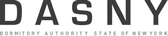 DASNY
DORMITORY AUTHORITY STATE OF NEW YORK